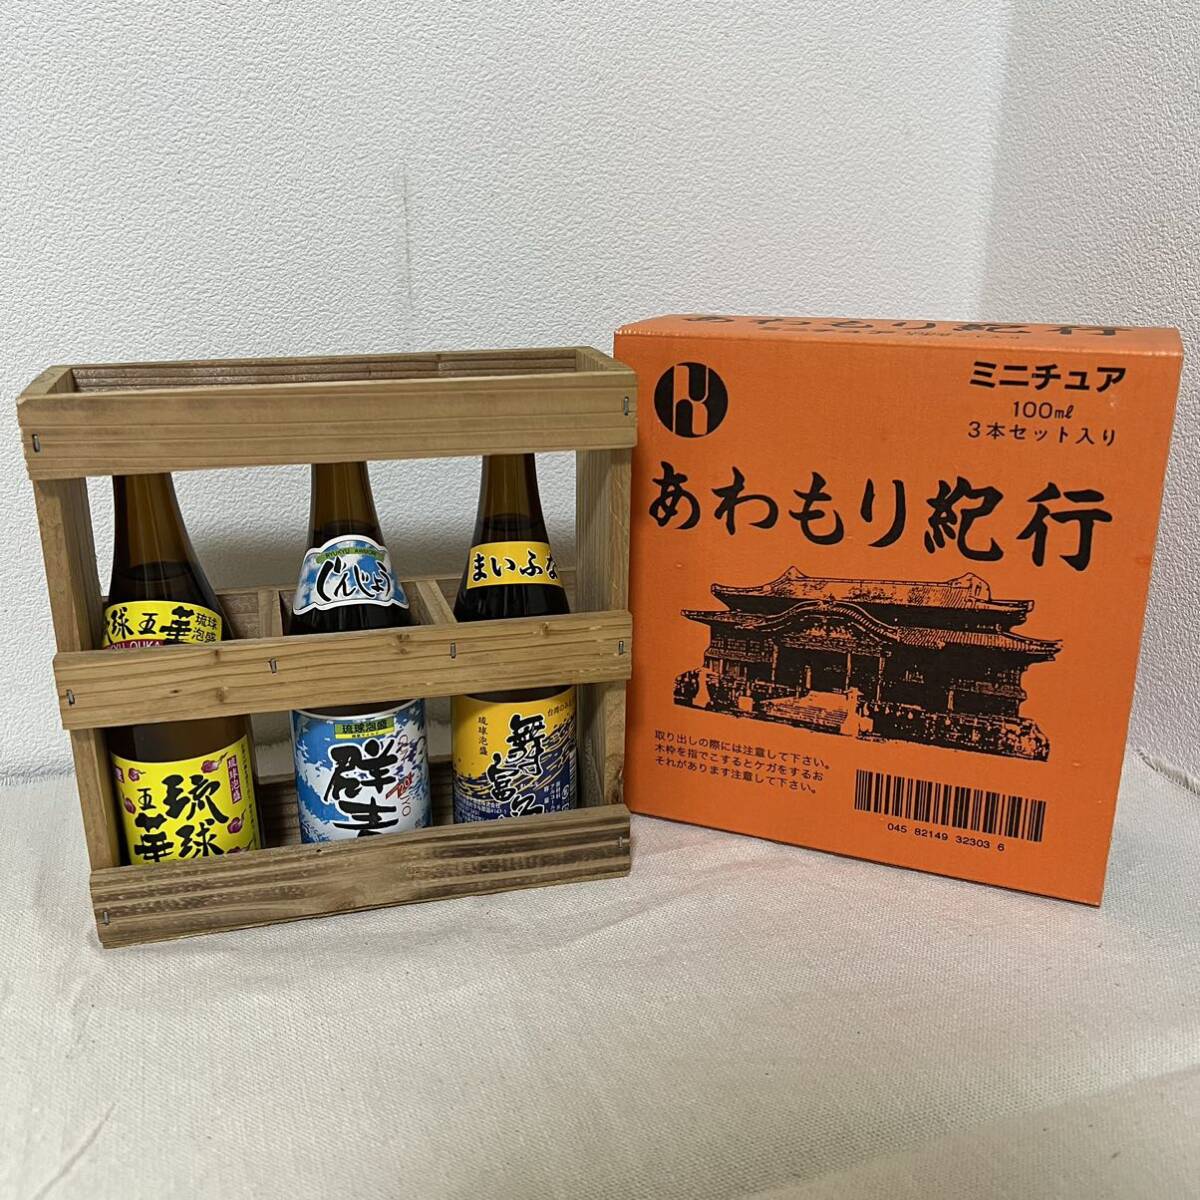 球五華
琉球
泡盛
RYUKYU AWAMORI
ぐんじょう
まいふな
琉球泡盛
琉球
五華
琉球泡盛
群青
琉球泡盛
舞富名
あわもり紀行
ミニチュア
100㎖
3本セット入り
あわもり紀行
取り出しの際には注意して下さい。
木枠を指でこするとケガをするお
それがあります注意して下さい。
045 82149 32303 6